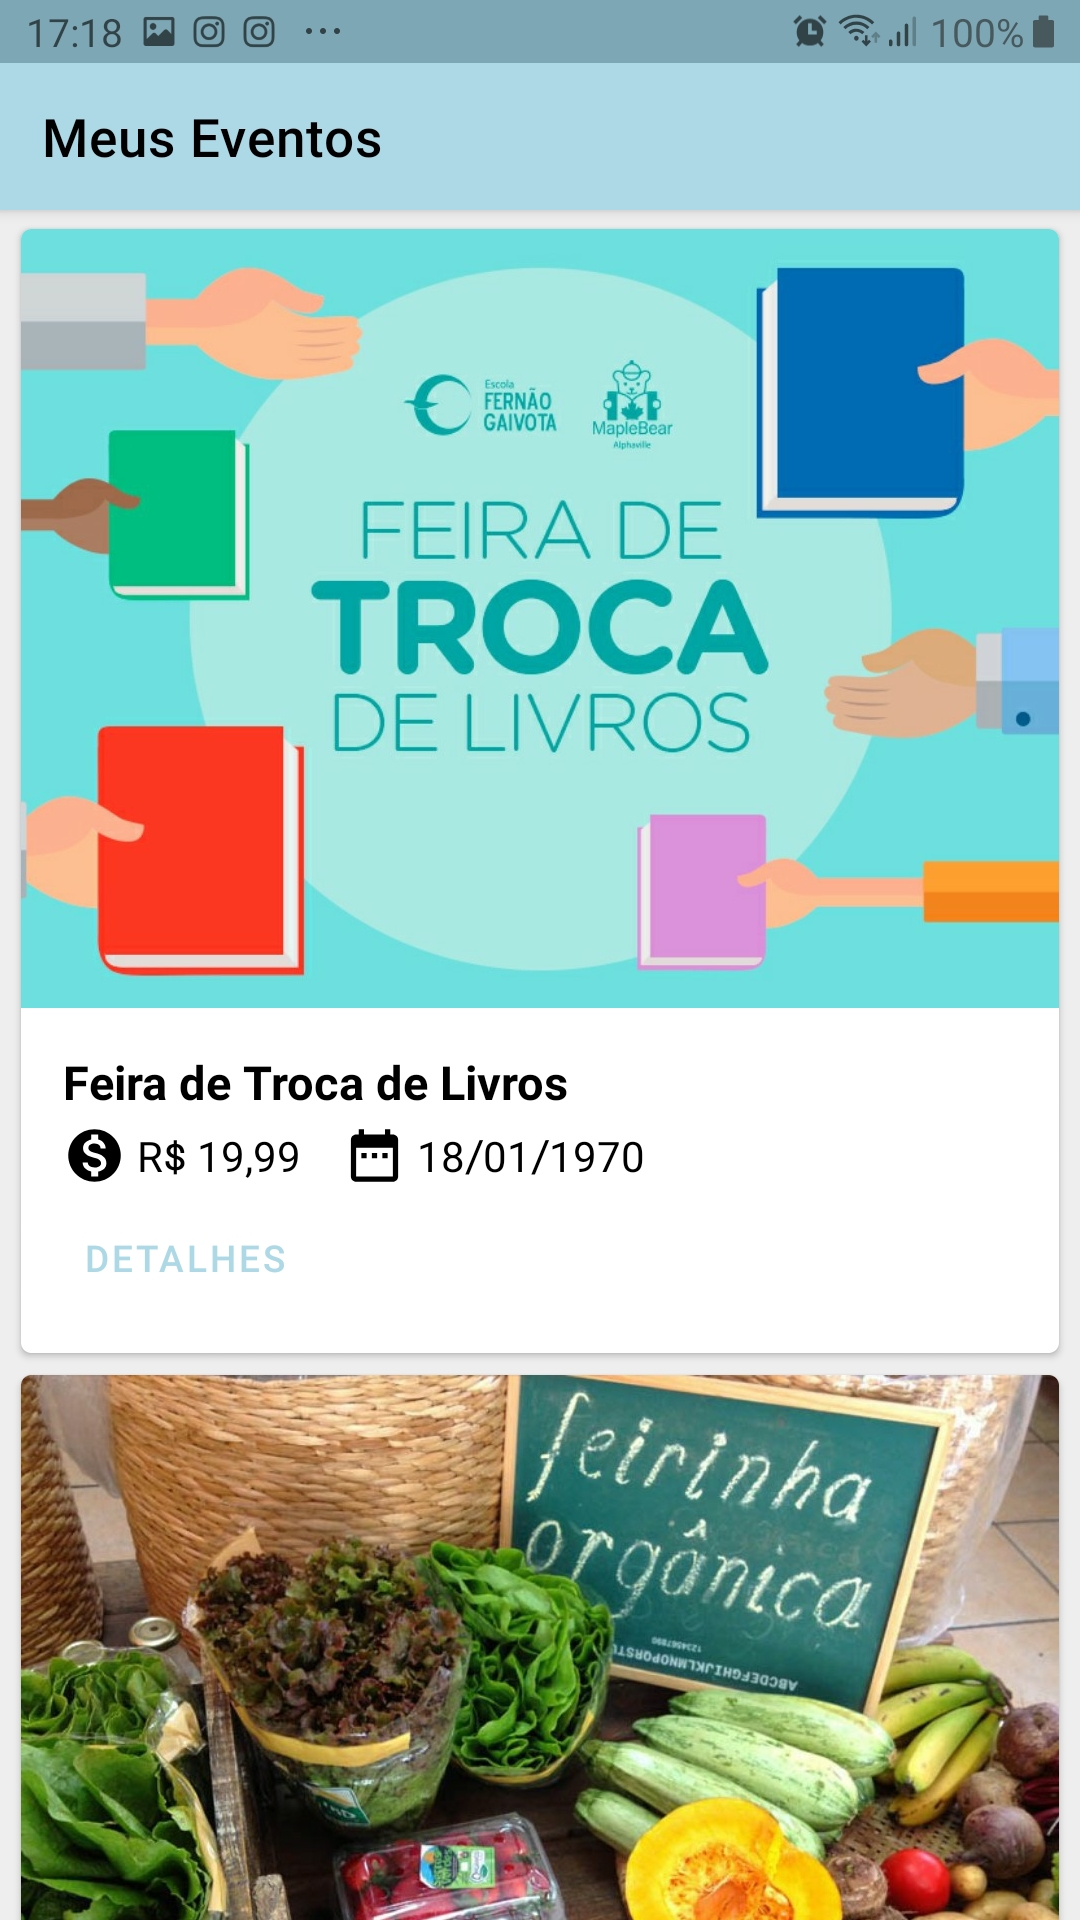 17:18
100%
Meus Eventos
Escola
FERNÃO
GAIVOTA
MapleBear
Alphaville
FEIRA DE
TROCA
DE LIVROS
Feira de Troca de Livros
R$ 19,99
18/01/1970
DETALHES
feirinha
orgânica
1234567890
ABCDEFGHIJKLMNOPQRSTU